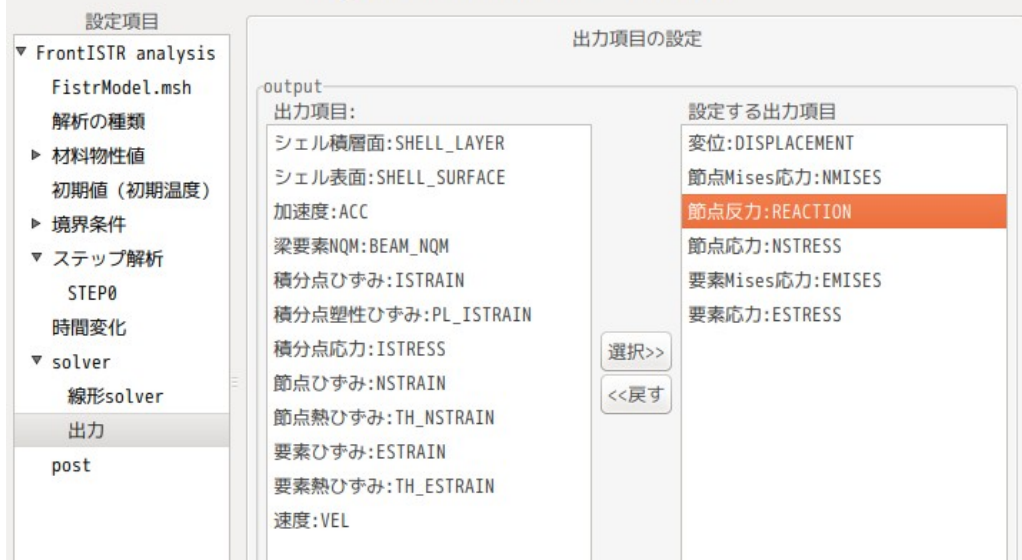 設定項目
FrontISTR analysis
FistrModel.msh
解析の種類
材料物性値
初期値 (初期温度)
境界条件
ステップ解析
STEP0
時間変化
solver
線形solver
出力
post
出力項目の設定
output
出力項目:
シェル積層面:SHELL_LAYER
シェル表面:SHELL_SURFACE
加速度:ACC
梁要素NQM:BEAM_NQM
積分点ひずみ:ISTRAIN
積分点塑性ひずみ:PL_ISTRAIN
積分点応力:ISTRESS
節点ひずみ:NSTRAIN
節点熱ひずみ:TH_NSTRAIN
要素ひずみ:ESTRAIN
要素熱ひずみ:TH_ESTRAIN
速度:VEL
選択>>
<<戻す
設定する出力項目
変位:DISPLACEMENT
節点Mises応力:NMISES
節点反力:REACTION
節点応力:NSTRESS
要素Mises応力:EMISES
要素応力:ESTRESS